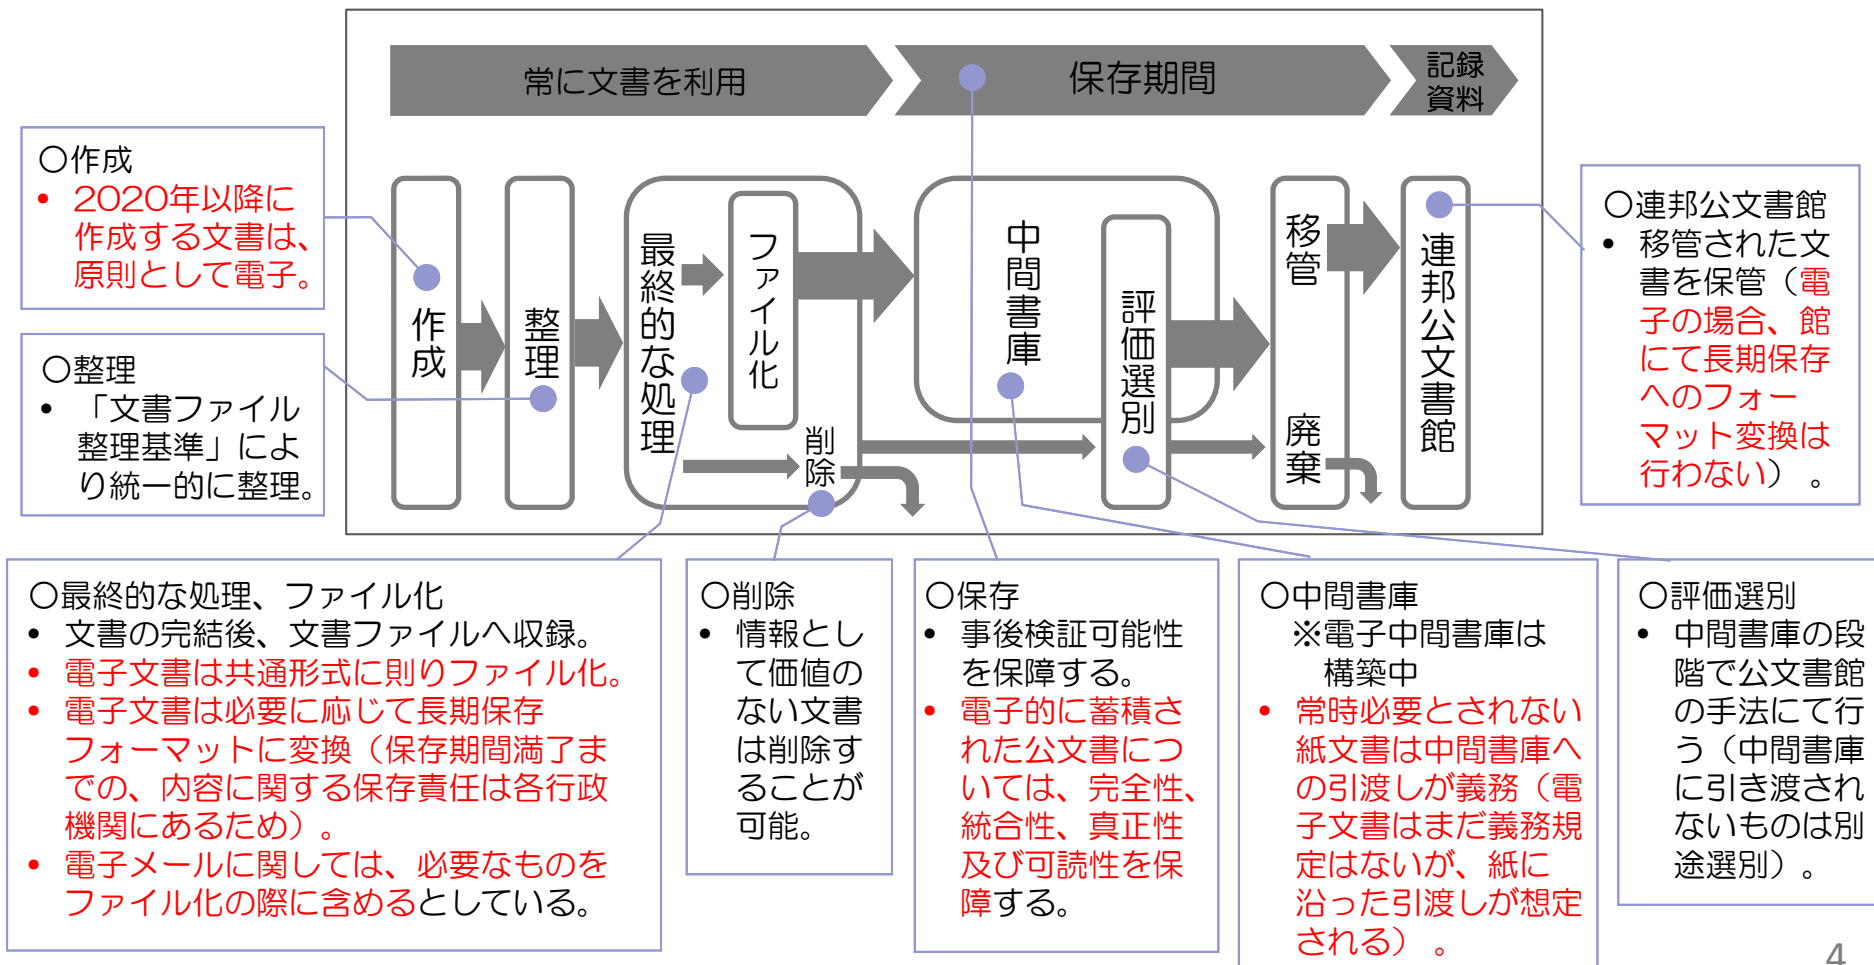 常に文書を利用
保存期間
記録
資料
〇作成
• 2020年以降に
作成する文書は、
原則として電子。
〇整理
• 「文書ファイル
整理基準」によ
り統一的に整理。
作成
整理
最終的な処理
ファイル化
削除
中間書庫
評価選別
移管
廃棄
連邦公文書館
〇連邦公文書館
• 移管された文
書を保管（電
子の場合、館
にて長期保存
へのフォー
マット変換は
行わない）。
〇最終的な処理、ファイル化
• 文書の完結後、文書ファイルへ収録。
• 電子文書は共通形式に則りファイル化。
• 電子文書は必要に応じて長期保存
フォーマットに変換（保存期間満了ま
での、内容に関する保存責任は各行政
機関にあるため）。
• 電子メールに関しては、必要なものを
ファイル化の際に含めるとしている。
〇削除
• 情報とし
て価値の
ない文書
は削除す
ることが
可能。
〇保存
• 事後検証可能性
を保障する。
• 電子的に蓄積さ
れた公文書につ
いては、完全性、
統合性、真正性
及び可読性を保
障する。
〇中間書庫
※電子中間書庫は
構築中
• 常時必要とされない
紙文書は中間書庫へ
の引渡しが義務（電
子文書はまだ義務規
定はないが、紙に
沿った引渡しが想定
される）。
〇評価選別
• 中間書庫の段
階で公文書館
の手法にて行
う（中間書庫
に引き渡され
ないものは別
途選別）。
4